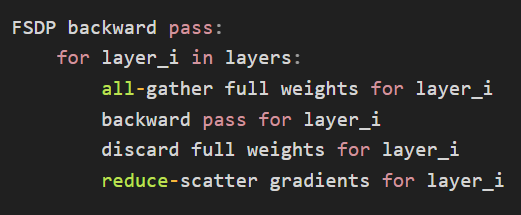 FSDP backward pass:
    for layer_i in layers:
        all-gather full weights for layer_i
        backward pass for layer_i
        discard full weights for layer_i
        reduce-scatter gradients for layer_i